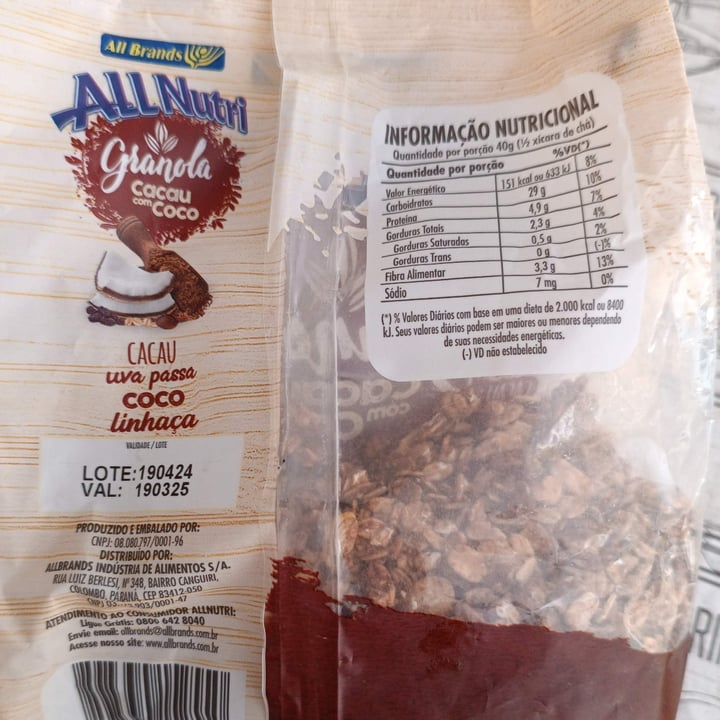 All Brands
ALLNutri
Granola
Cacau
com Coco
CACAU
uva passa
coco
linhaça
VALIDADE / LOTE
LOTE:190424
VAL: 190325
PRODUZIDO E EMBALADO POR:
CNPJ: 08.080.797/0001-96
DISTRIBUÍDO POR:
ALLBRANDS INDÚSTRIA DE ALIMENTOS S/A.
RUA LUIZ BERLESI, Nº 348, BAIRRO CANGUIRI,
COLOMBO, PARANÁ, CEP 83412-050
CNPJ 003/0001-47
ATENDIMENTO AO CONSUMIDOR ALLNUTRI:
Ligue Grátis: 0806 642 8040
Envie email: allbrands@allbrands.com.br
Acesse nosso site: www.allbrands.com.br
INFORMAÇÃO NUTRICIONAL
Quantidade por porção 40g (½ xícara de chá)
Quantidade por porção %VD(*)
Valor Energético 151 kcal ou 633 kJ 8%
Carboidratos 29 g 10%
Proteína 4,9 g 7%
Gorduras Totais 2,3 g 4%
Gorduras Saturadas 0,5 g 2%
Gorduras Trans 0 g (-)%
Fibra Alimentar 3,3 g 13%
Sódio 7 mg 0%
(*) % Valores Diários com base em uma dieta de 2.000 kcal ou 8400
kJ. Seus valores diários podem ser maiores ou menores dependendo
de suas necessidades energéticas.
(-) VD não estabelecido